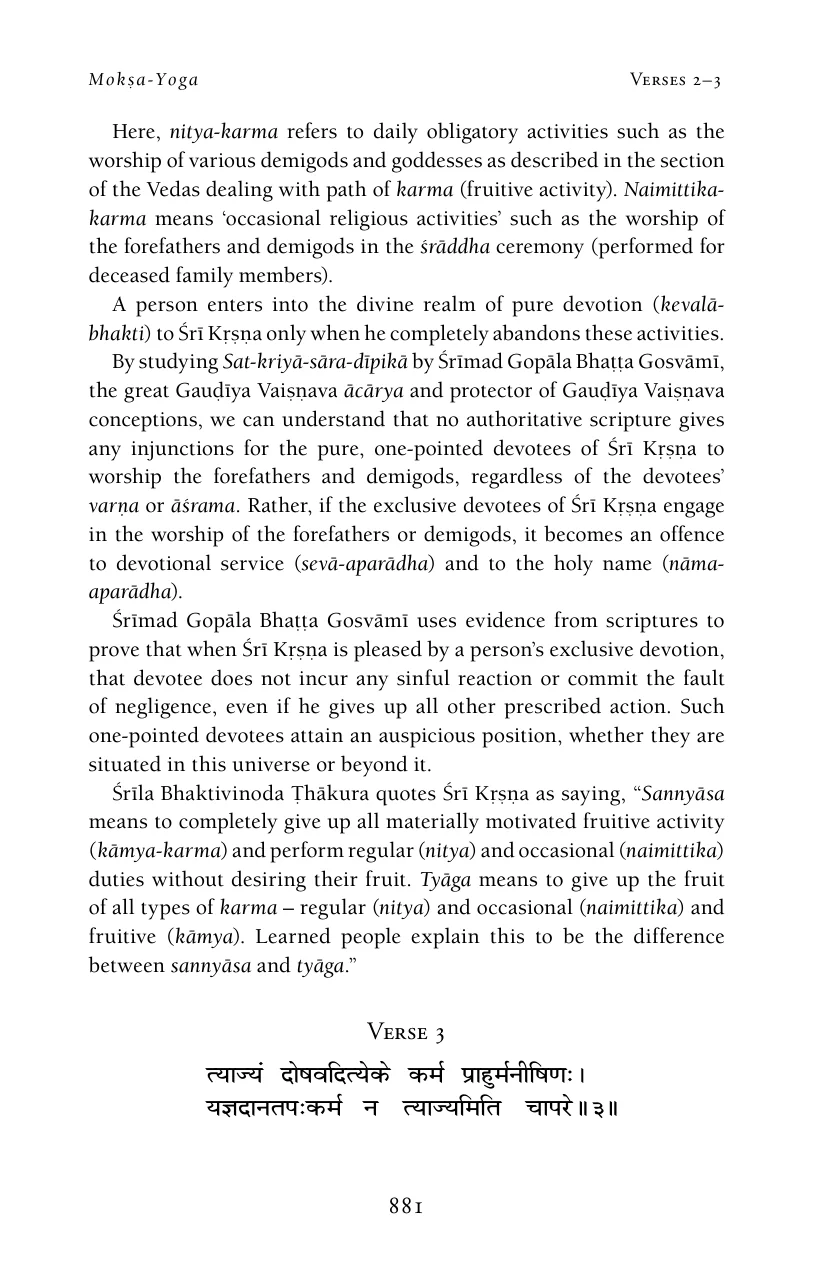 Mokṣa-Yoga Verses 2–3
Here, nitya-karma refers to daily obligatory activities such as the
worship of various demigods and goddesses as described in the section
of the Vedas dealing with path of karma (fruitive activity). Naimittika-
karma means ‘occasional religious activities’ such as the worship of
the forefathers and demigods in the śrāddha ceremony (performed for
deceased family members).
A person enters into the divine realm of pure devotion (kevalā-
bhakti) to Śrī Kṛṣṇa only when he completely abandons these activities.
By studying Sat-kriyā-sāra-dīpikā by Śrīmad Gopāla Bhaṭṭa Gosvāmī,
the great Gauḍīya Vaiṣṇava ācārya and protector of Gauḍīya Vaiṣṇava
conceptions, we can understand that no authoritative scripture gives
any injunctions for the pure, one-pointed devotees of Śrī Kṛṣṇa to
worship the forefathers and demigods, regardless of the devotees’
varṇa or āśrama. Rather, if the exclusive devotees of Śrī Kṛṣṇa engage
in the worship of the forefathers or demigods, it becomes an offence
to devotional service (sevā-aparādha) and to the holy name (nāma-
aparādha).
Śrīmad Gopāla Bhaṭṭa Gosvāmī uses evidence from scriptures to
prove that when Śrī Kṛṣṇa is pleased by a person’s exclusive devotion,
that devotee does not incur any sinful reaction or commit the fault
of negligence, even if he gives up all other prescribed action. Such
one-pointed devotees attain an auspicious position, whether they are
situated in this universe or beyond it.
Śrīla Bhaktivinoda Ṭhākura quotes Śrī Kṛṣṇa as saying, “Sannyāsa
means to completely give up all materially motivated fruitive activity
(kāmya-karma) and perform regular (nitya) and occasional (naimittika)
duties without desiring their fruit. Tyāga means to give up the fruit
of all types of karma – regular (nitya) and occasional (naimittika) and
fruitive (kāmya). Learned people explain this to be the difference
between sannyāsa and tyāga.”
Verse 3
त्याज्यं दोषवदित्येके कर्म प्राहुर्मनीषिणः।
यज्ञदानतपःकर्म न त्याज्यमिति चापरे॥३॥
881